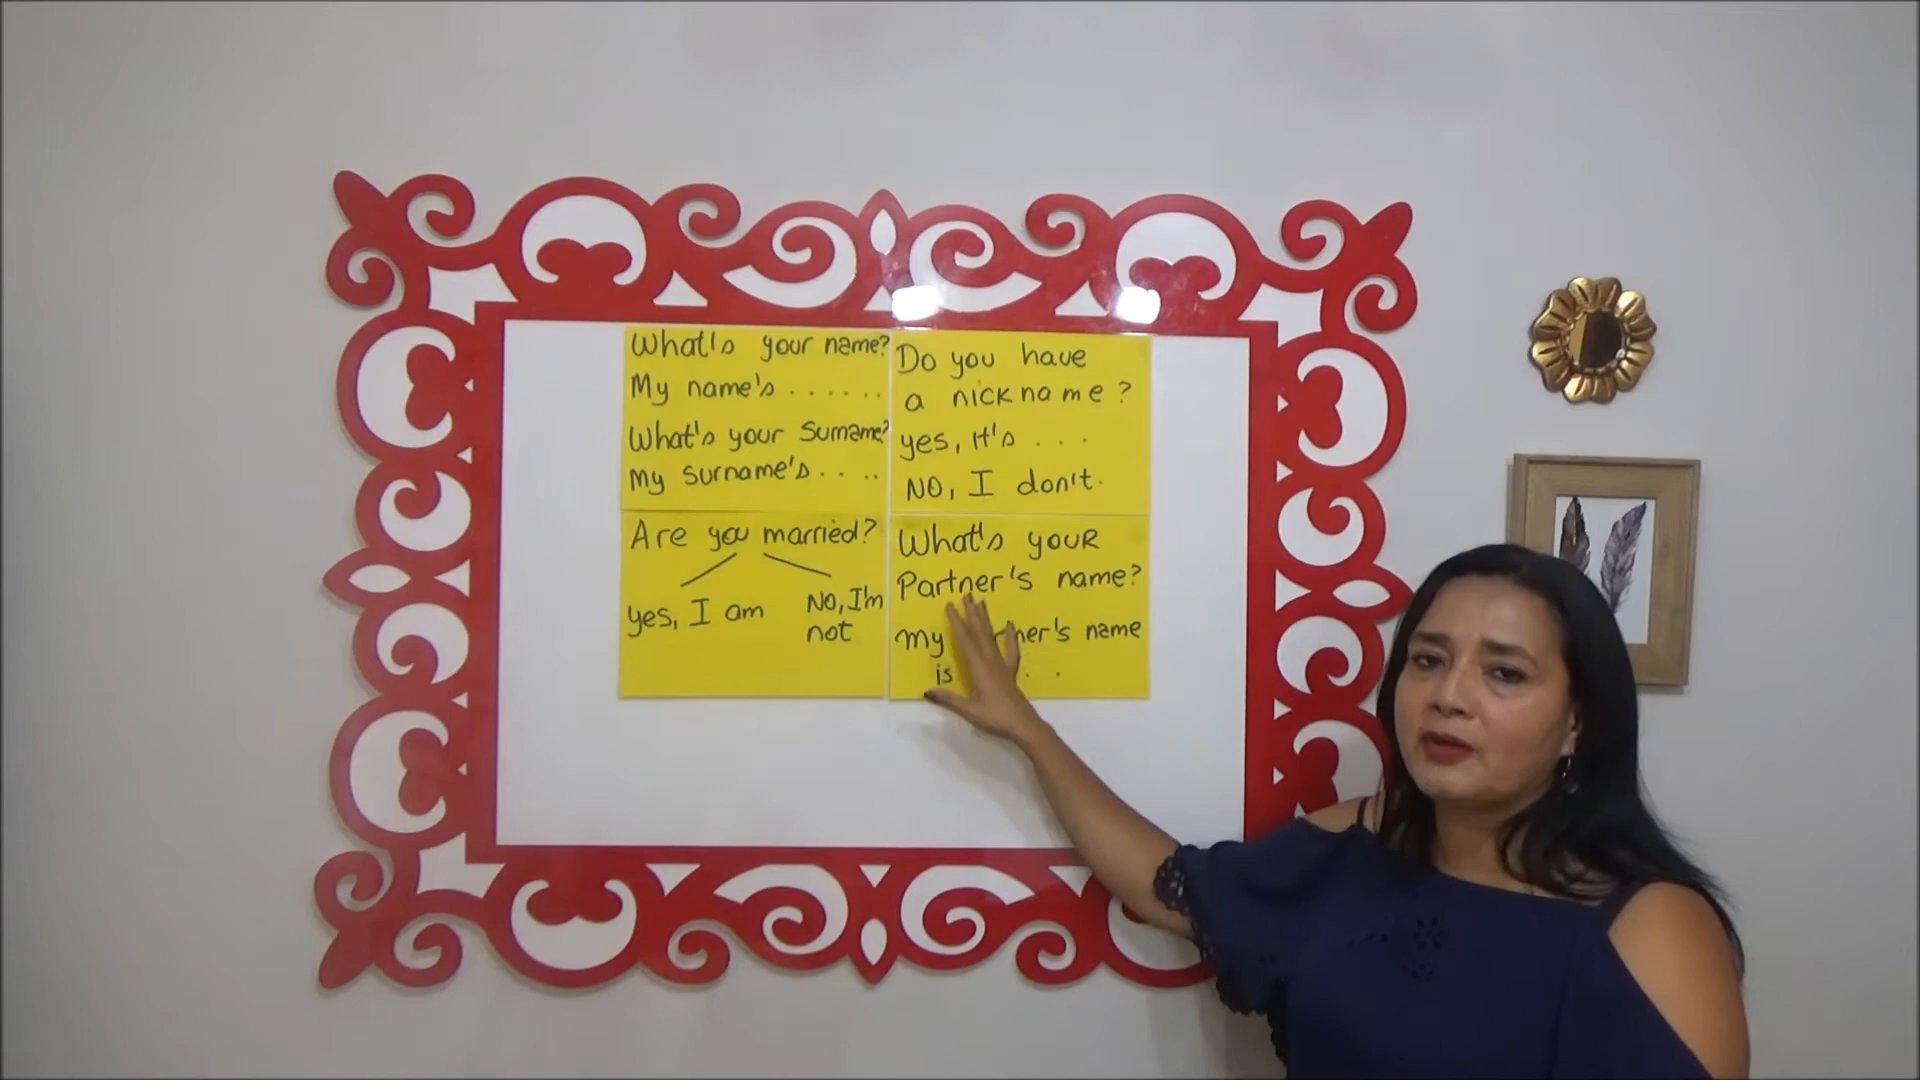 What's your name?
My name's ......
What's your Surname?
My surname's . . ..
Do you have
a nickname?
yes, It's . . .
NO, I don't.
Are you married?
yes, I am
No, I'm
not
What's youR
Partner's name?
My name
is . .